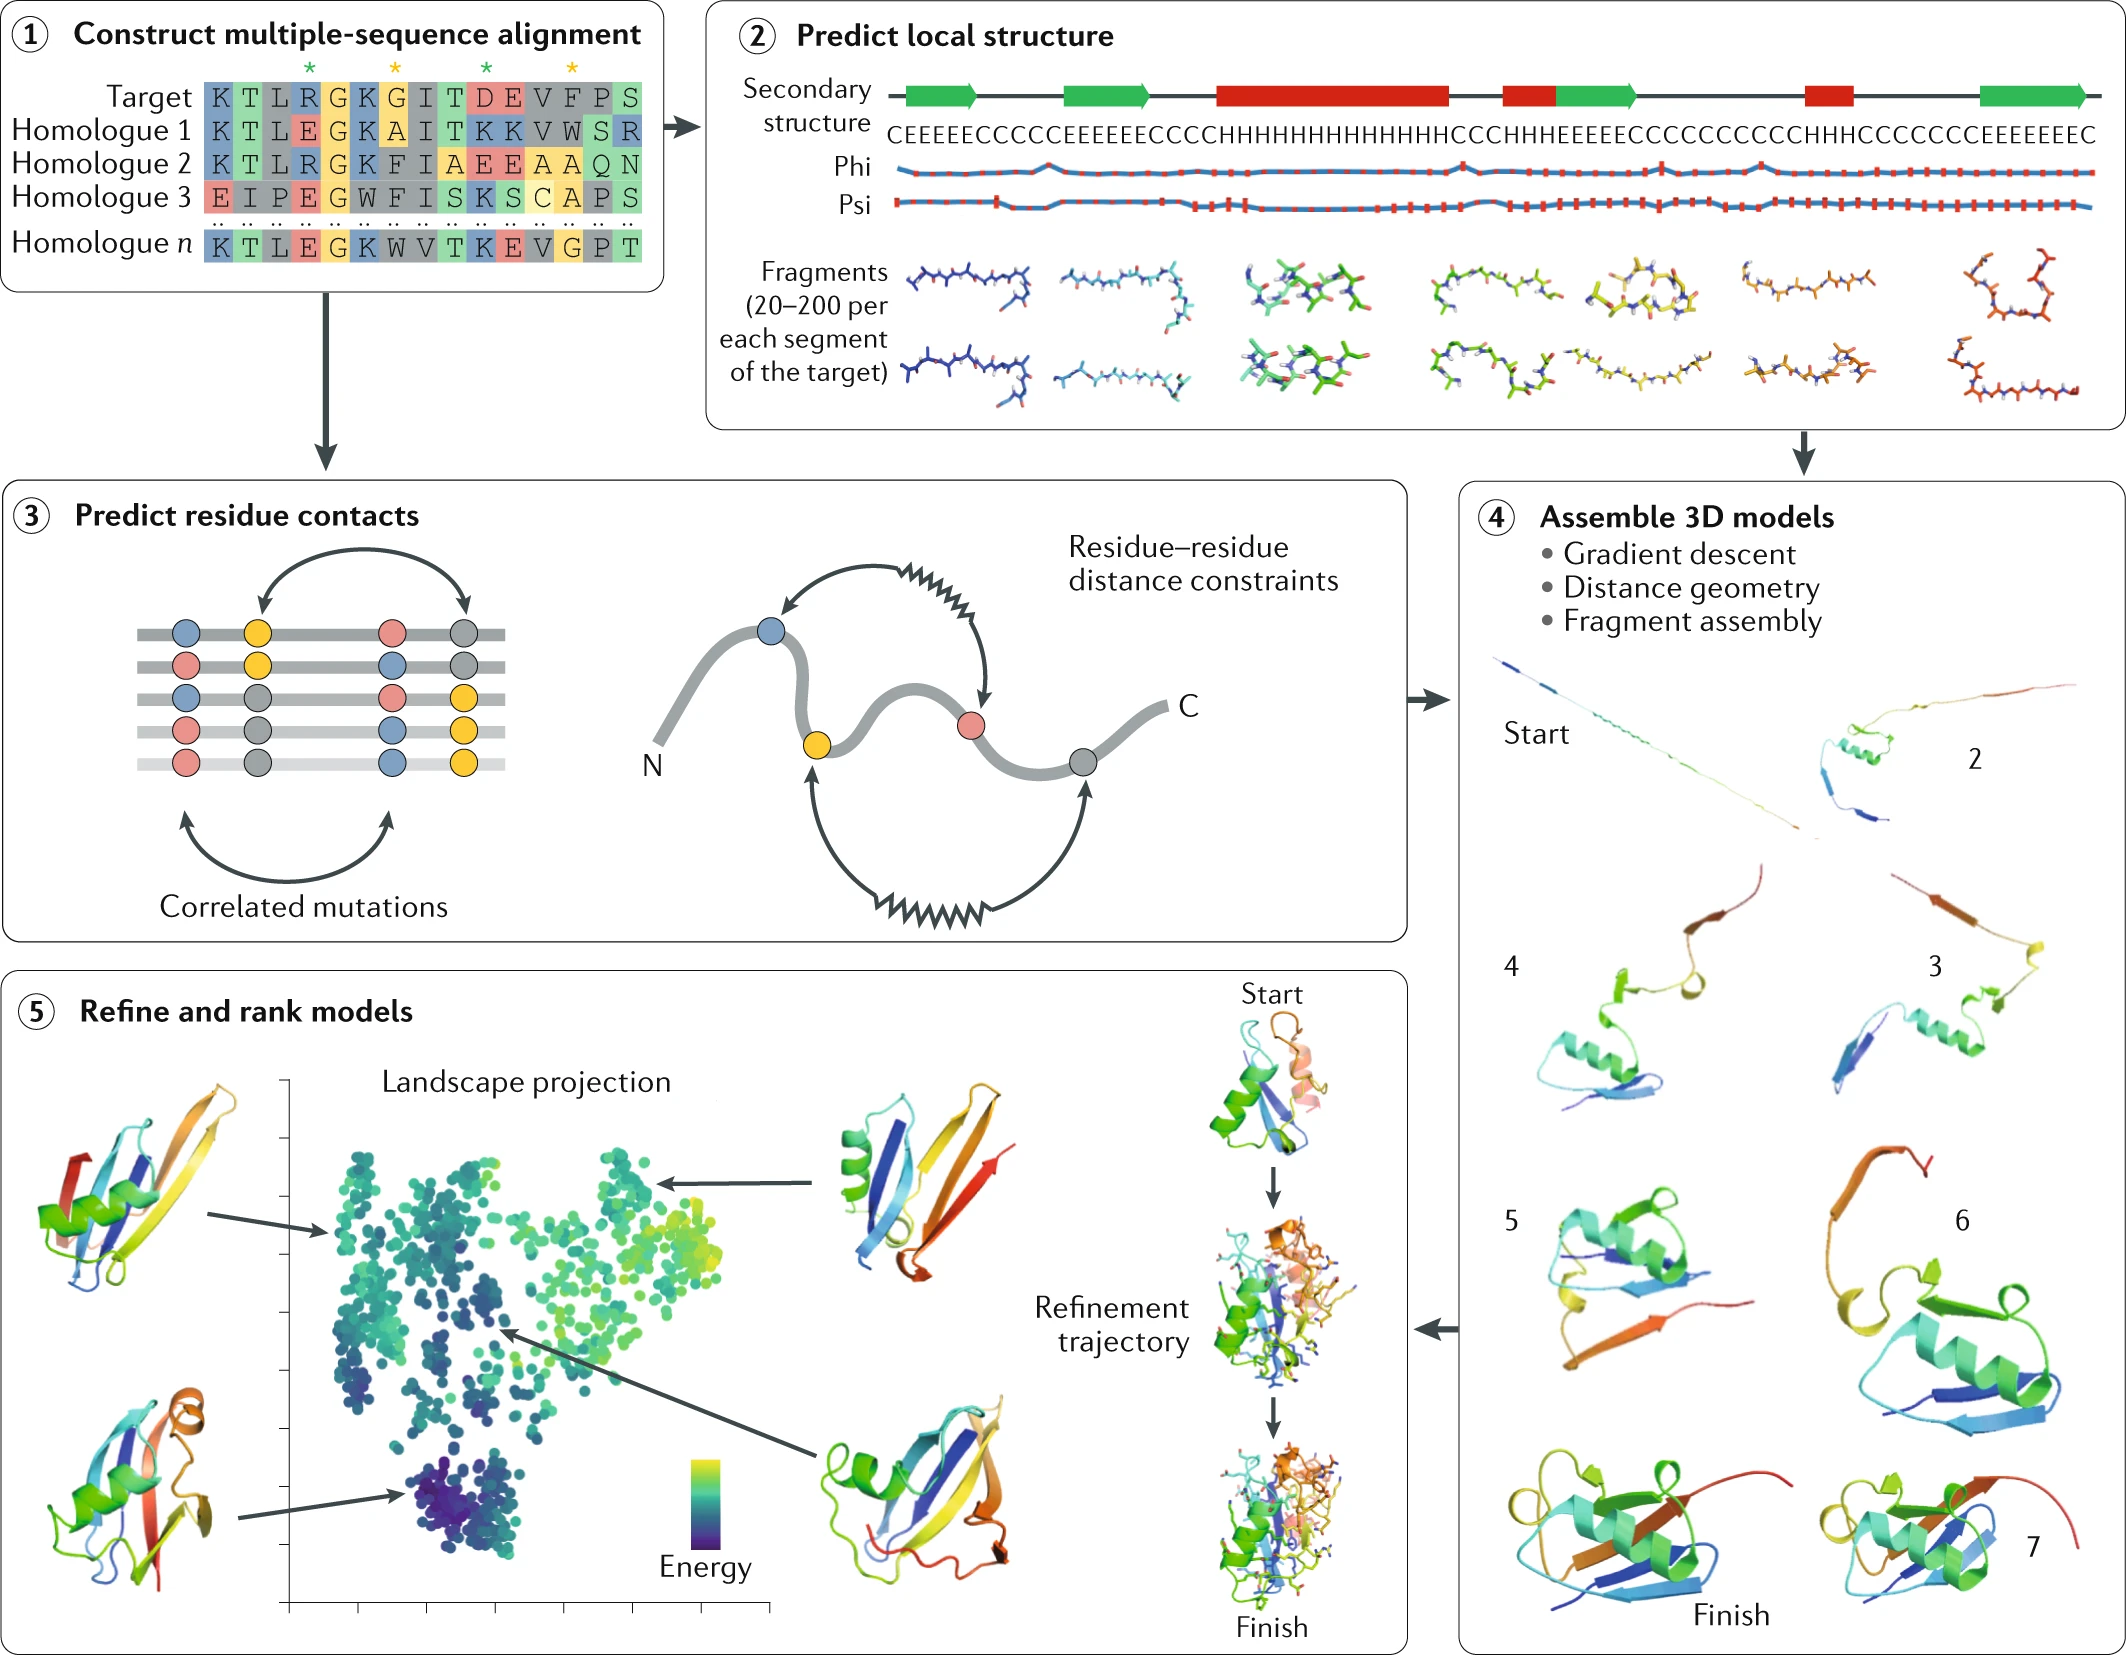 1 Construct multiple-sequence alignment
* * * *
Target K T L R G K G I T D E V F P S
Homologue 1 K T L E G K A I T K K V W S R
Homologue 2 K T L R G K F I A E E A A Q N
Homologue 3 E I P E G W F I S K S C A P S
Homologue n K T L E G K W V T K E V G P T
2 Predict local structure
Secondary
structure
CEEEEECCCCCEEEEEECCCCHHHHHHHHHHHHHCCCHHHEEEEECCCCCCCCCCHHHCCCCCCCEEEEEEEC
Phi
Psi
Fragments
(20–200 per
each segment
of the target)
3 Predict residue contacts
Correlated mutations
Residue–residue
distance constraints
N
C
4 Assemble 3D models
• Gradient descent
• Distance geometry
• Fragment assembly
Start
2
4
3
5
6
7
Finish
5 Refine and rank models
Landscape projection
Energy
Start
Refinement
trajectory
Finish